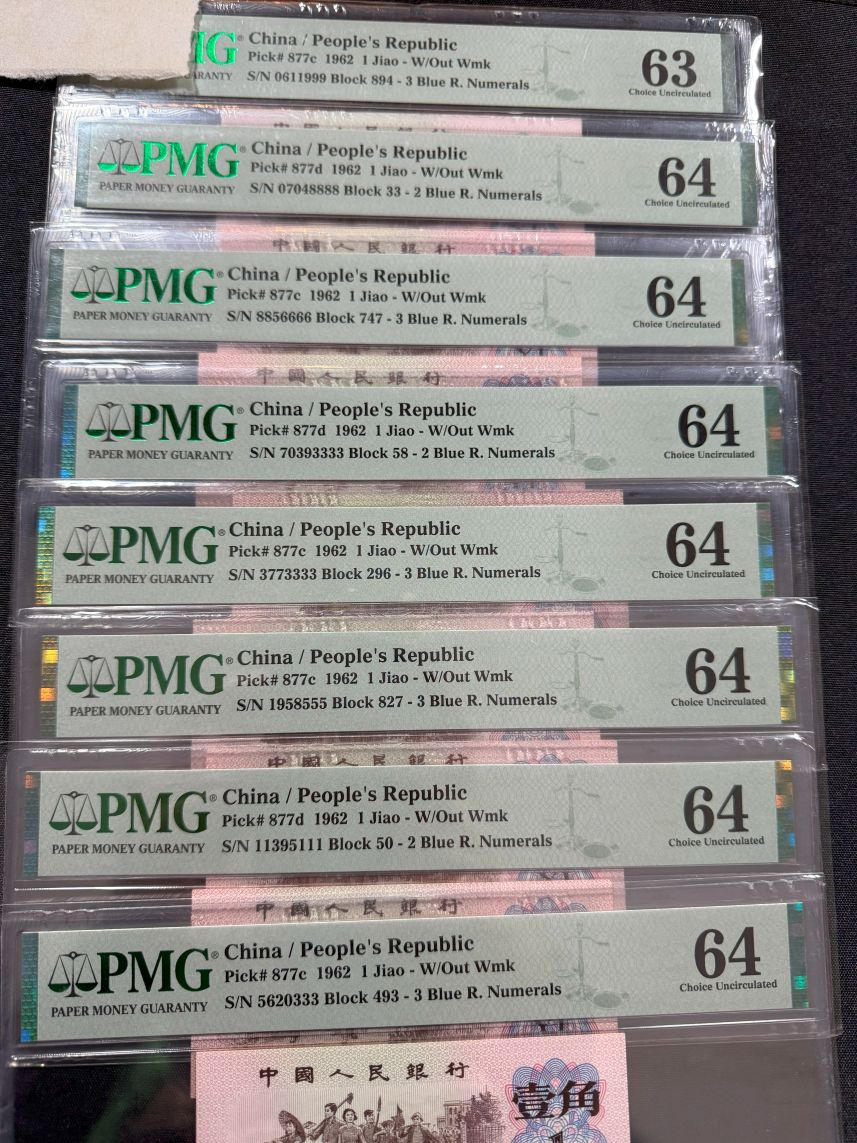 China / People's Republic
Pick# 877c 1962 1 Jiao - W/Out Wmk
S/N 0611999 Block 894 - 3 Blue R. Numerals
63
Choice Uncirculated
PMG
PAPER MONEY GUARANTY
China / People's Republic
Pick# 877d 1962 1 Jiao - W/Out Wmk
S/N 07048888 Block 33 - 2 Blue R. Numerals
64
Choice Uncirculated
中國人民銀行
PMG
PAPER MONEY GUARANTY
China / People's Republic
Pick# 877c 1962 1 Jiao - W/Out Wmk
S/N 8856666 Block 747 - 3 Blue R. Numerals
64
Choice Uncirculated
中國人民銀行
PMG
PAPER MONEY GUARANTY
China / People's Republic
Pick# 877d 1962 1 Jiao - W/Out Wmk
S/N 70393333 Block 58 - 2 Blue R. Numerals
64
Choice Uncirculated
PMG
PAPER MONEY GUARANTY
China / People's Republic
Pick# 877c 1962 1 Jiao - W/Out Wmk
S/N 3773333 Block 296 - 3 Blue R. Numerals
64
Choice Uncirculated
PMG
PAPER MONEY GUARANTY
China / People's Republic
Pick# 877c 1962 1 Jiao - W/Out Wmk
S/N 1958555 Block 827 - 3 Blue R. Numerals
64
Choice Uncirculated
中國人民銀行
PMG
PAPER MONEY GUARANTY
China / People's Republic
Pick# 877d 1962 1 Jiao - W/Out Wmk
S/N 11395111 Block 50 - 2 Blue R. Numerals
64
Choice Uncirculated
中國人民銀行
PMG
PAPER MONEY GUARANTY
China / People's Republic
Pick# 877c 1962 1 Jiao - W/Out Wmk
S/N 5620333 Block 493 - 3 Blue R. Numerals
64
Choice Uncirculated
中國人民銀行
壹角